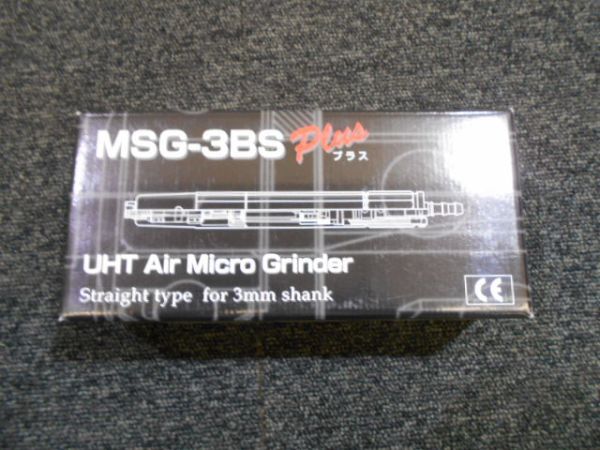 MSG-3BS Plus
プラス
UHT Air Micro Grinder
Straight type for 3mm shank
CE